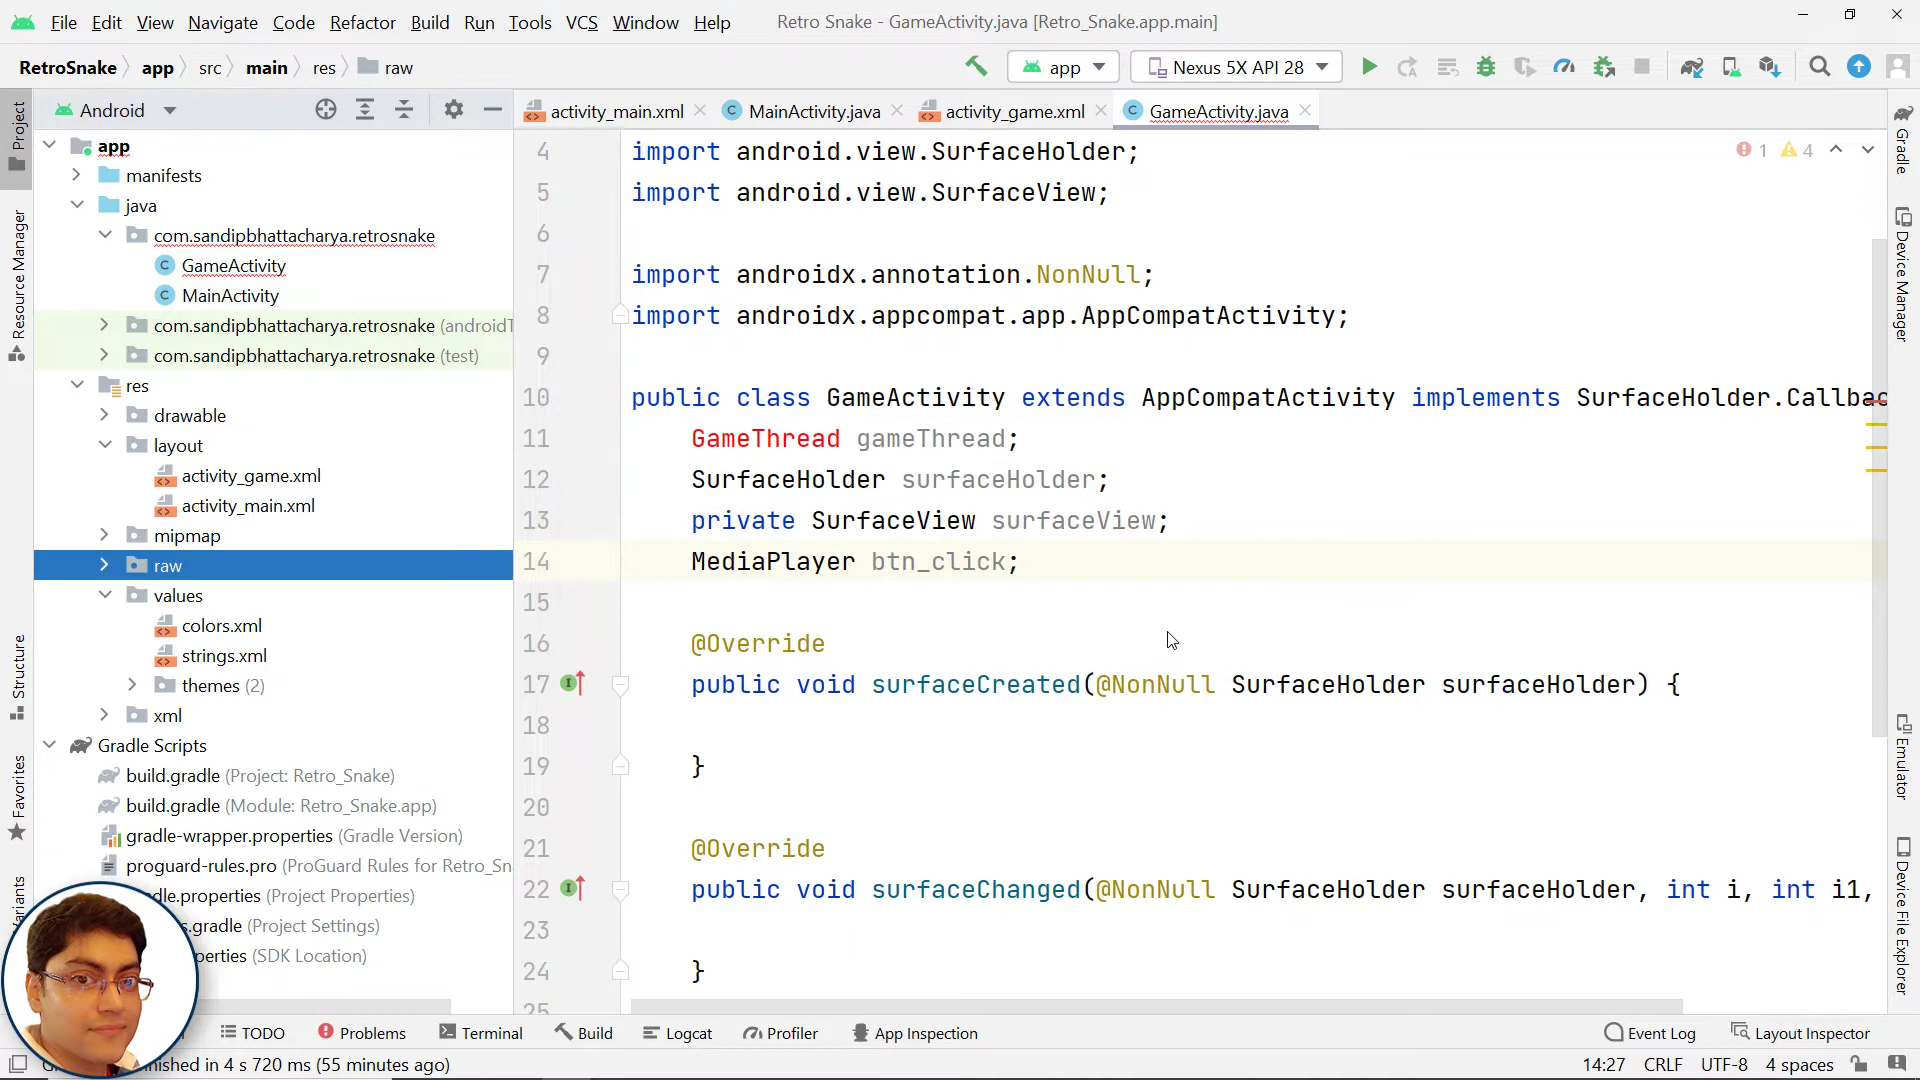 File Edit View Navigate Code Refactor Build Run Tools VCS Window Help Retro Snake - GameActivity.java [Retro_Snake.app.main]
RetroSnake app src main res raw app Nexus 5X API 28
Project
Android
activity_main.xml MainActivity.java activity_game.xml GameActivity.java
app
manifests
java
com.sandipbhattacharya.retrosnake
GameActivity
MainActivity
com.sandipbhattacharya.retrosnake (androidT
com.sandipbhattacharya.retrosnake (test)
res
drawable
layout
activity_game.xml
activity_main.xml
mipmap
raw
values
colors.xml
strings.xml
themes (2)
xml
Gradle Scripts
build.gradle (Project: Retro_Snake)
build.gradle (Module: Retro_Snake.app)
gradle-wrapper.properties (Gradle Version)
proguard-rules.pro (ProGuard Rules for Retro_Sn
dle.properties (Project Properties)
s.gradle (Project Settings)
perties (SDK Location)
Resource Manager
Structure
Favorites
1 4
4 import android.view.SurfaceHolder;
5 import android.view.SurfaceView;
6
7 import androidx.annotation.NonNull;
8 import androidx.appcompat.app.AppCompatActivity;
9
10 public class GameActivity extends AppCompatActivity implements SurfaceHolder.Callbac
11 GameThread gameThread;
12 SurfaceHolder surfaceHolder;
13 private SurfaceView surfaceView;
14 MediaPlayer btn_click;
15
16 @Override
17 public void surfaceCreated(@NonNull SurfaceHolder surfaceHolder) {
18
19 }
20
21 @Override
22 public void surfaceChanged(@NonNull SurfaceHolder surfaceHolder, int i, int i1,
23
24 }
25
Gradle
Device Manager
Emulator
Device File Explorer
TODO Problems Terminal Build Logcat Profiler App Inspection Event Log Layout Inspector
nished in 4 s 720 ms (55 minutes ago) 14:27 CRLF UTF-8 4 spaces